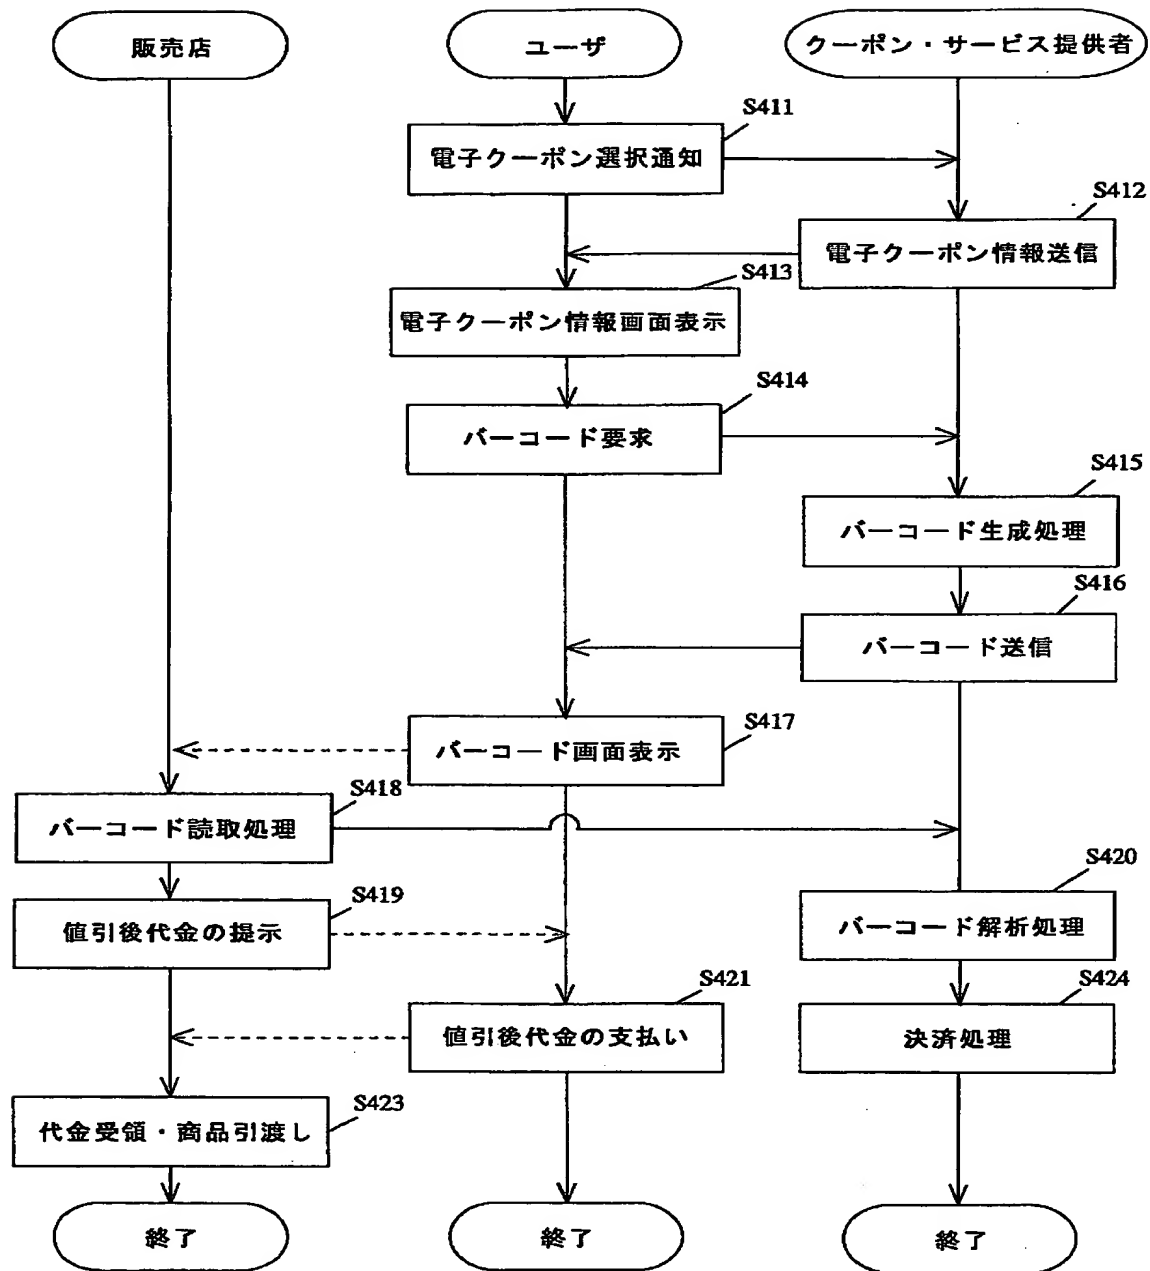 販売店
ユーザ
クーポン・サービス提供者
S411
電子クーポン選択通知
S412
電子クーポン情報送信
S413
電子クーポン情報画面表示
S414
バーコード要求
S415
バーコード生成処理
S416
バーコード送信
S417
バーコード画面表示
S418
バーコード読取処理
S419
値引後代金の提示
S420
バーコード解析処理
S421
値引後代金の支払い
S424
決済処理
S423
代金受領・商品引渡し
終了
終了
終了